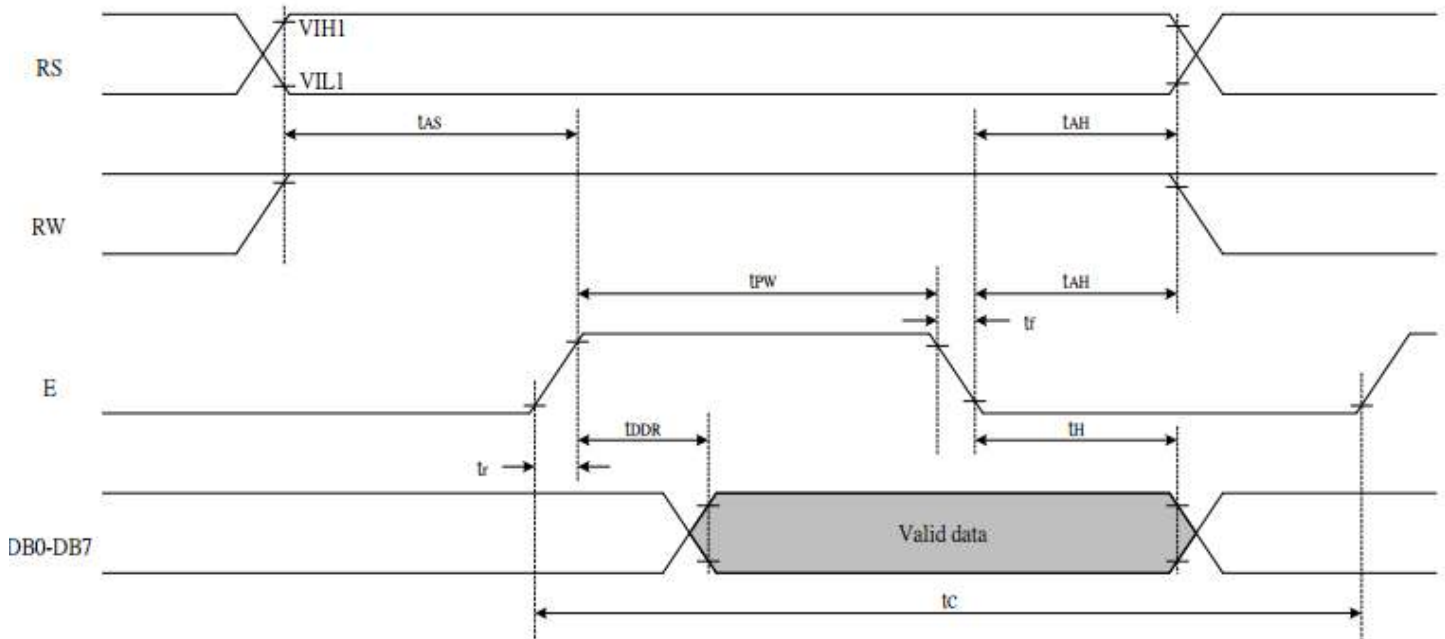 VIH1
RS
VIL1
tAS
tAH
RW
tPW
tAH
tf
E
tDDR
tH
tr
DB0-DB7
Valid data
tC